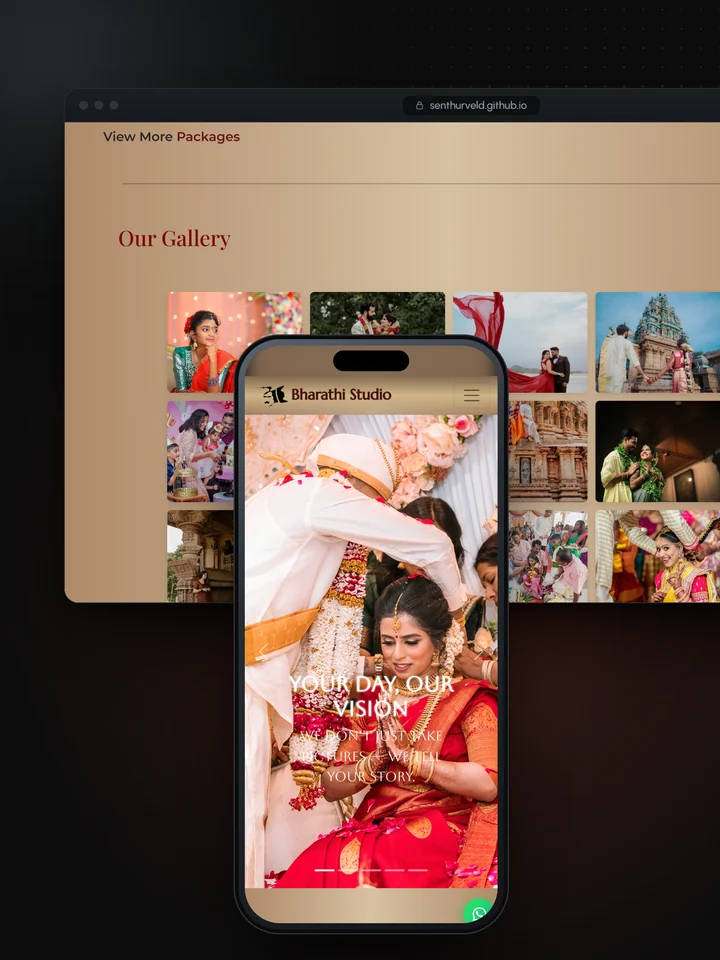 senthurveld.github.io
View More Packages
Our Gallery
Bharathi Studio
YOUR DAY, OUR
VISION
WE DON'T JUST TAKE
PICTURES — WE TELL
YOUR STORY.